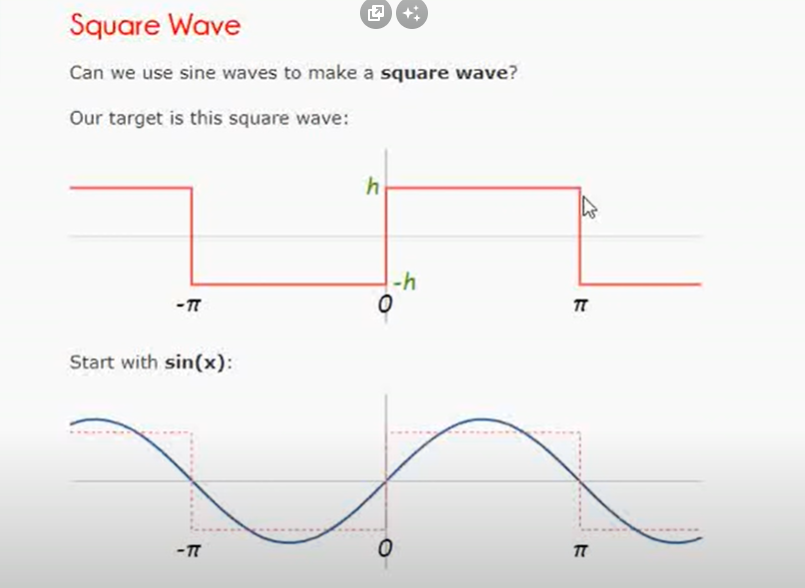 Square Wave
Can we use sine waves to make a square wave?
Our target is this square wave:
h
-h
-π 0 π
Start with sin(x):
-π 0 π